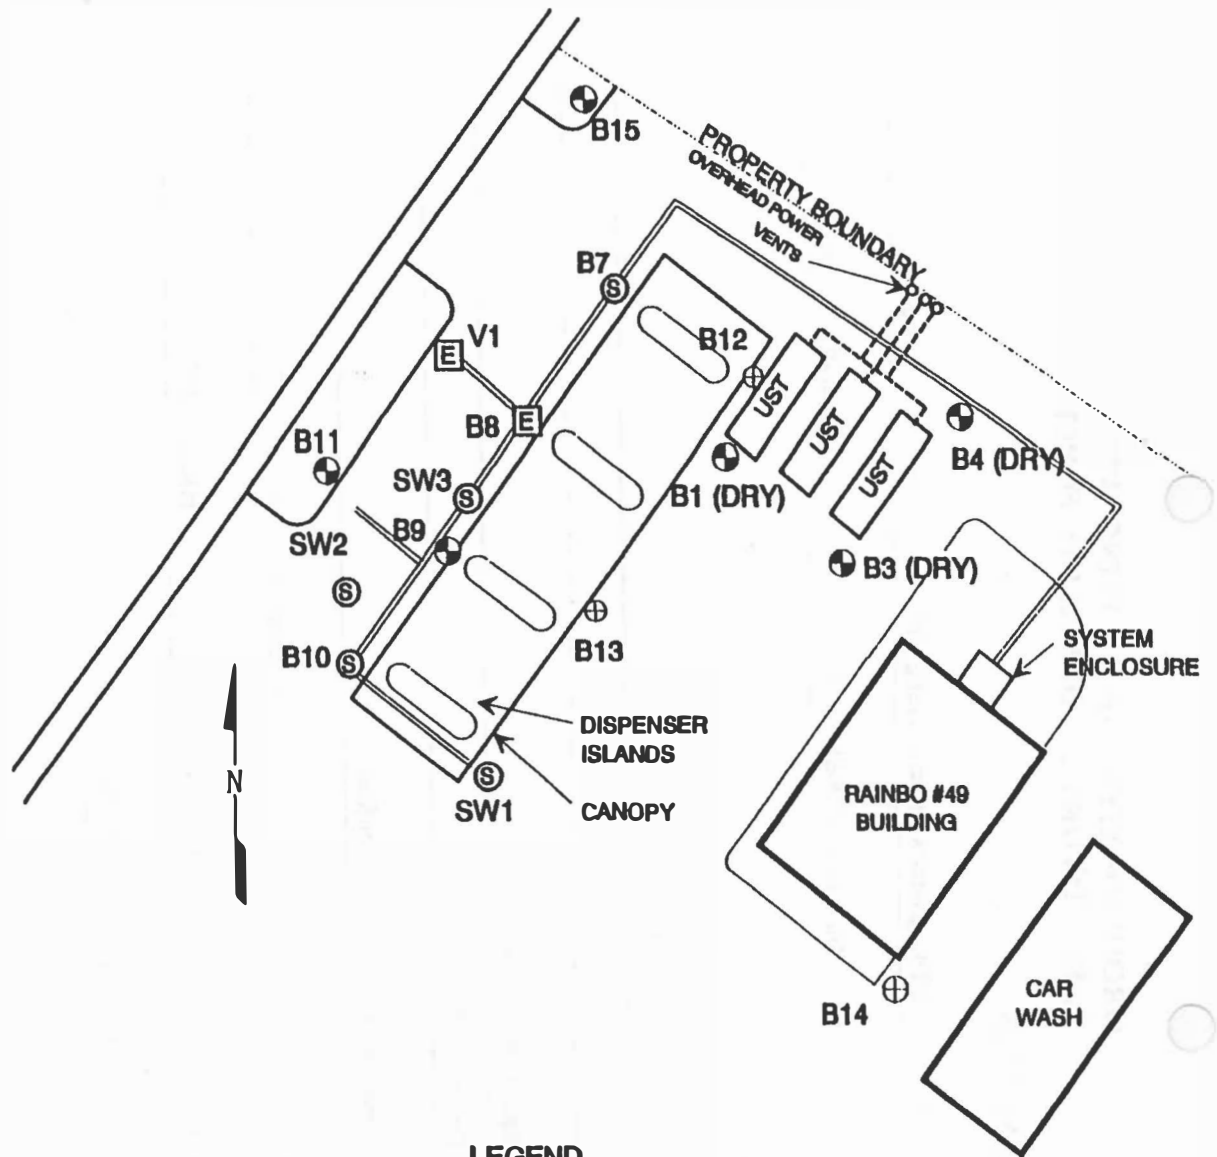 B15
PROPERTY BOUNDARY
OVERHEAD POWER
VENTS
B7
S
B12
V1
E
B8
E
UST
UST
UST
B4 (DRY)
B1 (DRY)
B11
SW3
S
B9
SW2
S
B3 (DRY)
B13
B10
S
SYSTEM
ENCLOSURE
DISPENSER
ISLANDS
N
S
SW1
CANOPY
RAINBO #49
BUILDING
B14
CAR
WASH
LEGEND